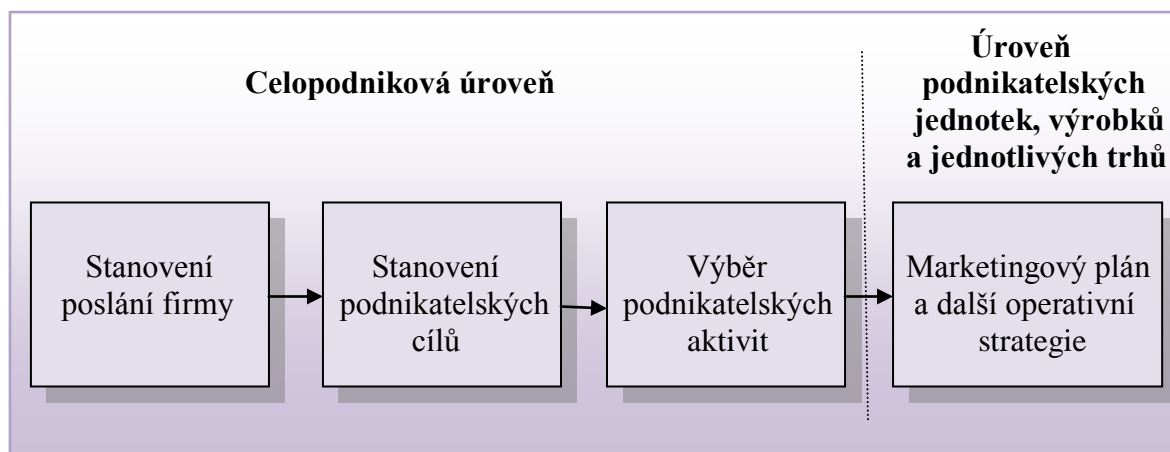 Celopodniková úroveň
Úroveň
podnikatelských
jednotek, výrobků
a jednotlivých trhů
Stanovení
poslání firmy
Stanovení
podnikatelských
cílů
Výběr
podnikatelských
aktivit
Marketingový plán
a další operativní
strategie